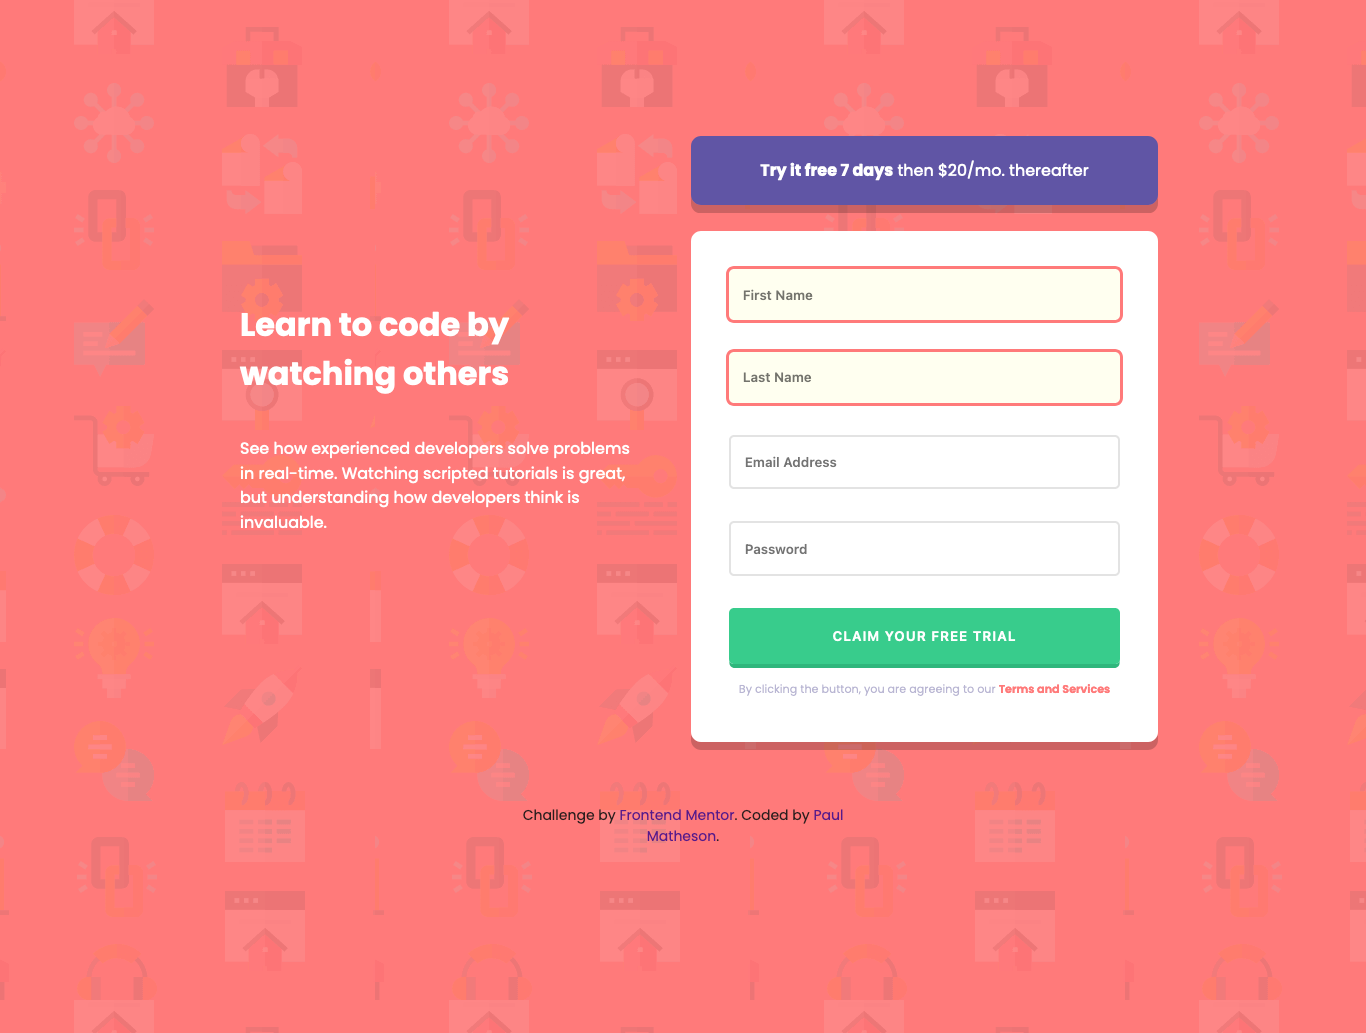 Try it free 7 days then $20/mo. thereafter
Learn to code by
watching others
See how experienced developers solve problems
in real-time. Watching scripted tutorials is great,
but understanding how developers think is
invaluable.
First Name
Last Name
Email Address
Password
CLAIM YOUR FREE TRIAL
By clicking the button, you are agreeing to our Terms and Services
Challenge by Frontend Mentor. Coded by Paul
Matheson.